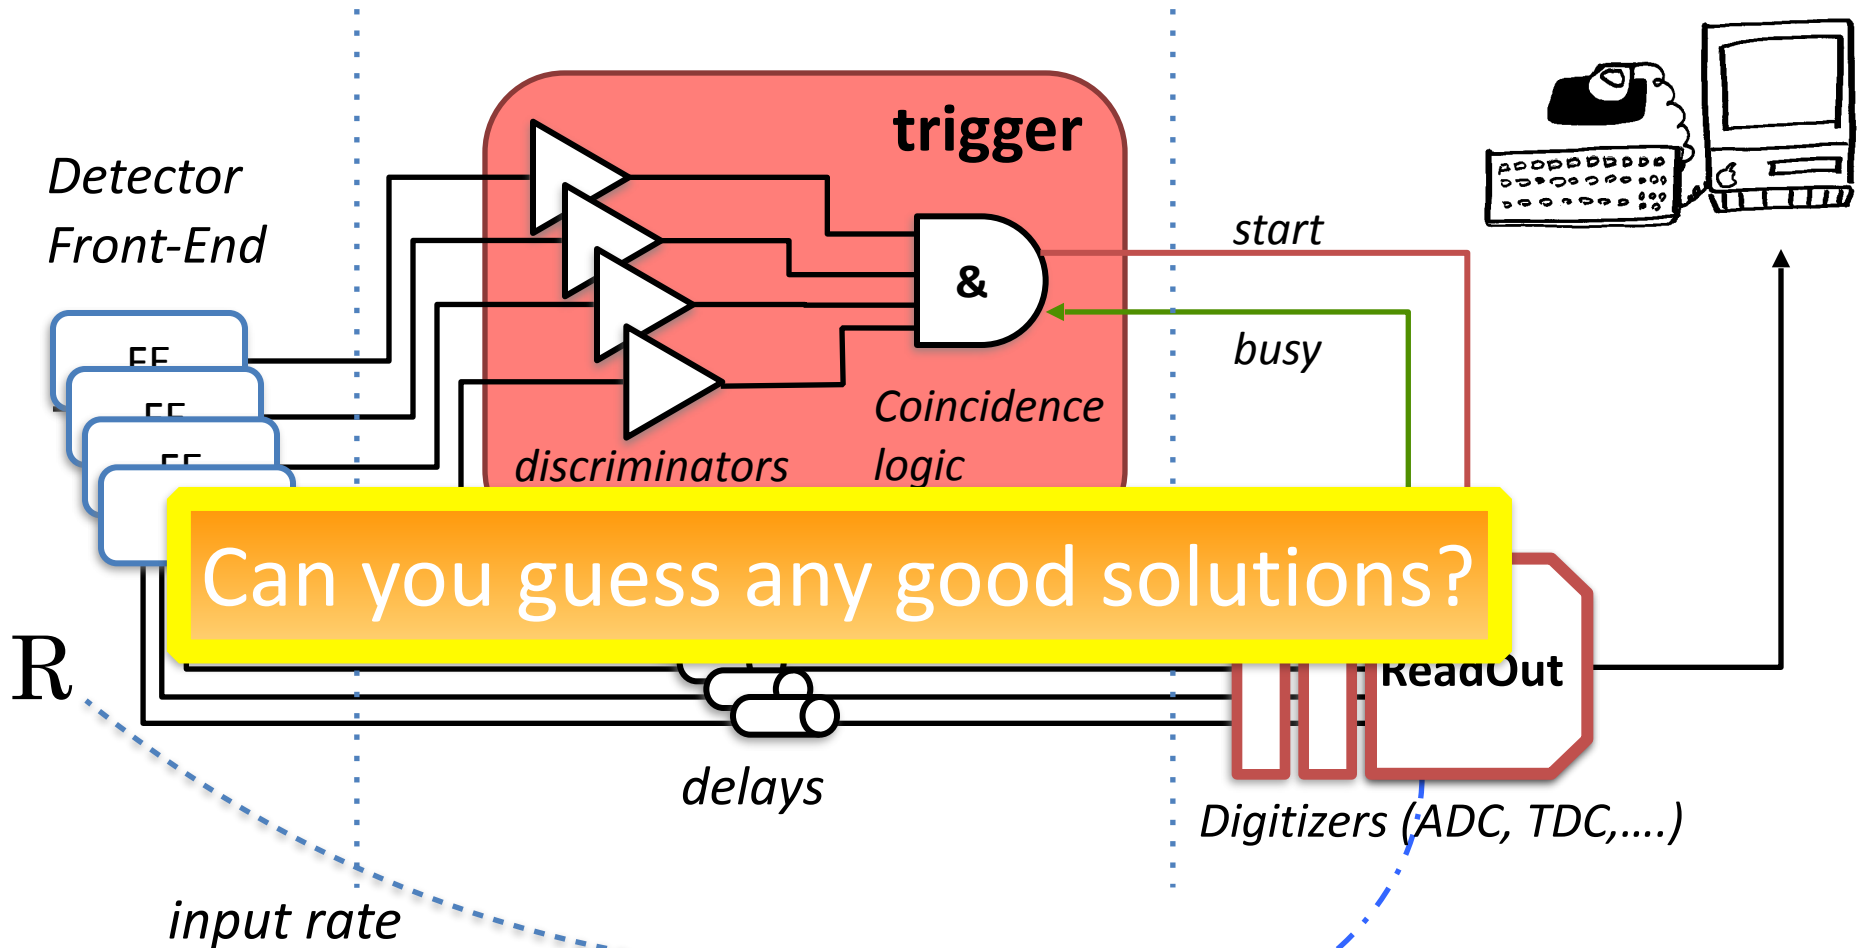 trigger
Detector
Front-End
start
&
busy
Coincidence
logic
discriminators
Can you guess any good solutions?
R
ReadOut
delays
Digitizers (ADC, TDC,....)
input rate